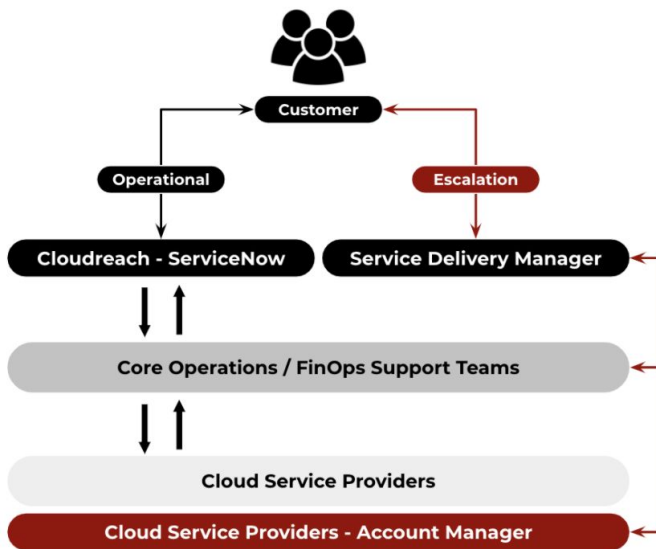 Customer
Operational
Escalation
Cloudreach - ServiceNow
Service Delivery Manager
Core Operations / FinOps Support Teams
Cloud Service Providers
Cloud Service Providers - Account Manager